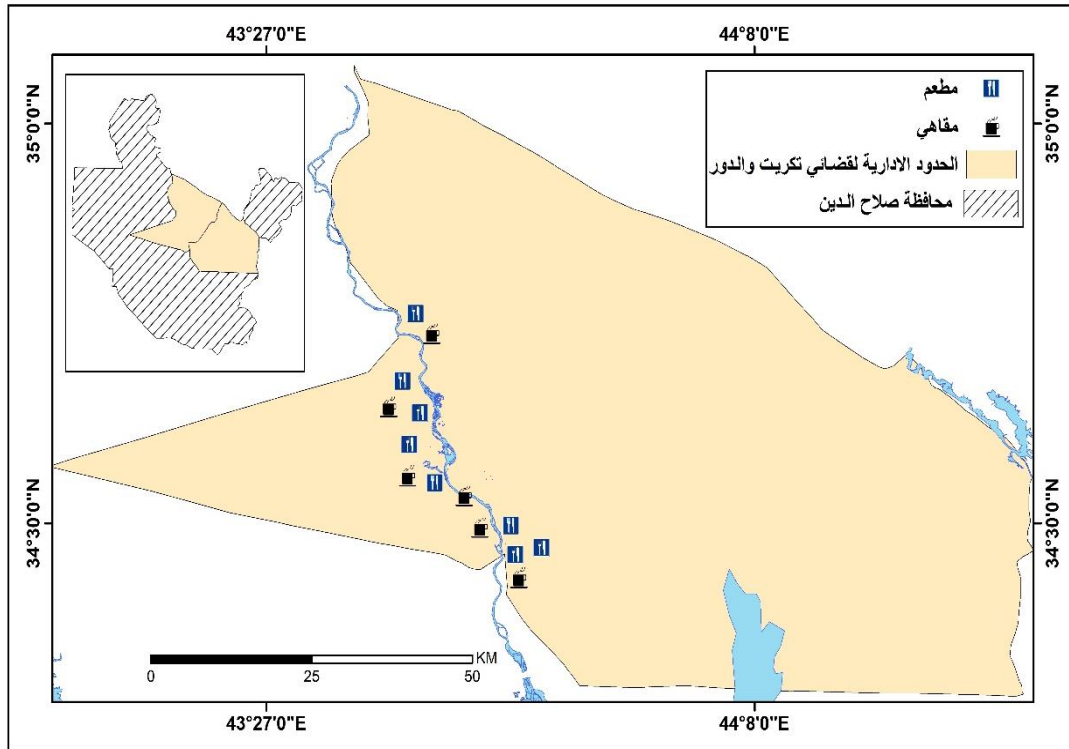 43°27'0"E 44°8'0"E
مطعم
مقاهي
الحدود الادارية لقضائي تكريت والدور
محافظة صلاح الدين
35°0'0"N 35°0'0"N
34°30'0"N 34°30'0"N
KM
0 25 50
43°27'0"E 44°8'0"E